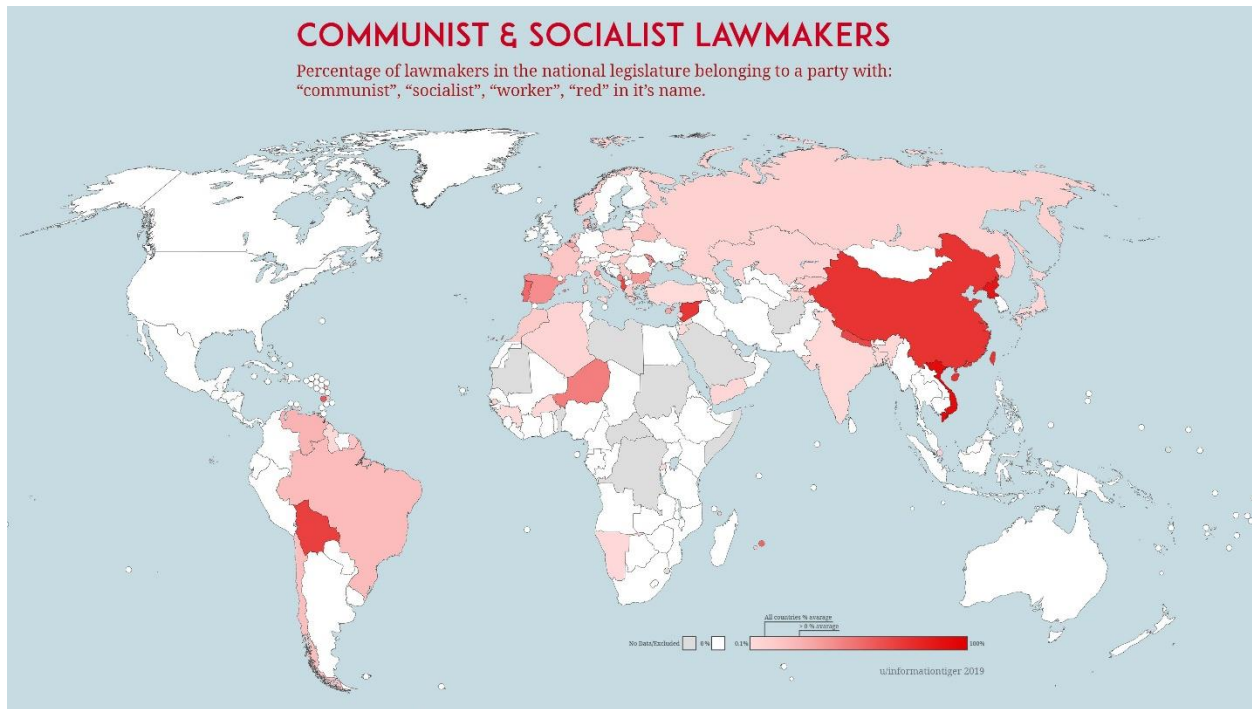 COMMUNIST & SOCIALIST LAWMAKERS
Percentage of lawmakers in the national legislature belonging to a party with:
“communist”, “socialist”, “worker”, “red” in it’s name.
All countries % avarage
> 0 % avarage
No Data/Excluded 0 % 0.1% 100%
u/informationtiger 2019